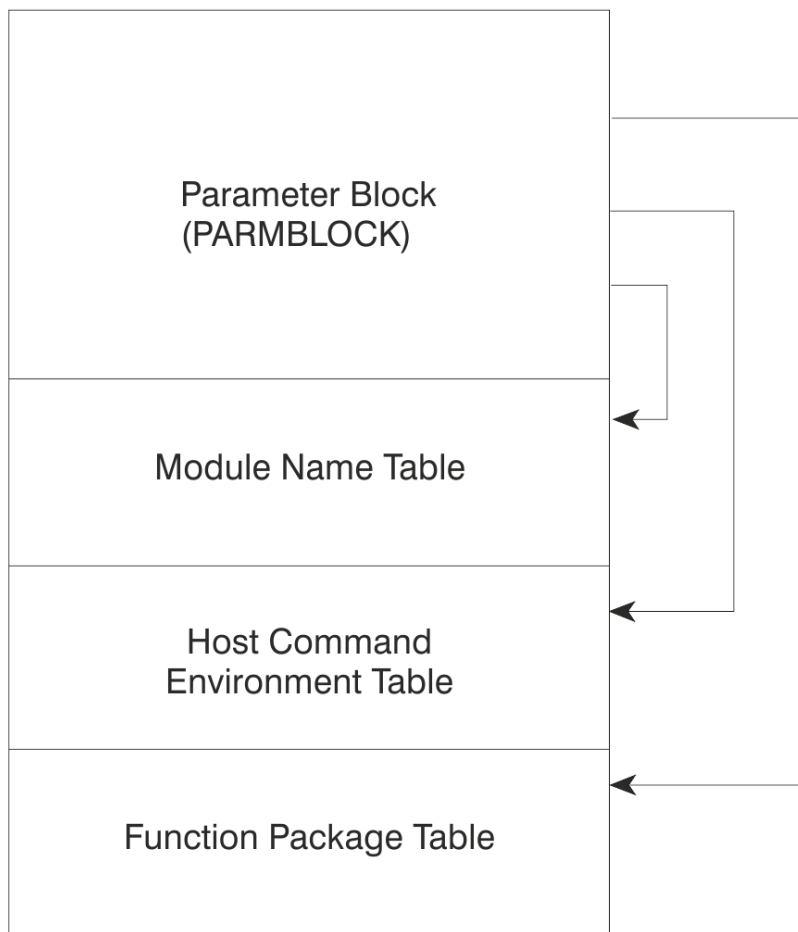 Parameter Block
(PARMBLOCK)
Module Name Table
Host Command
Environment Table
Function Package Table